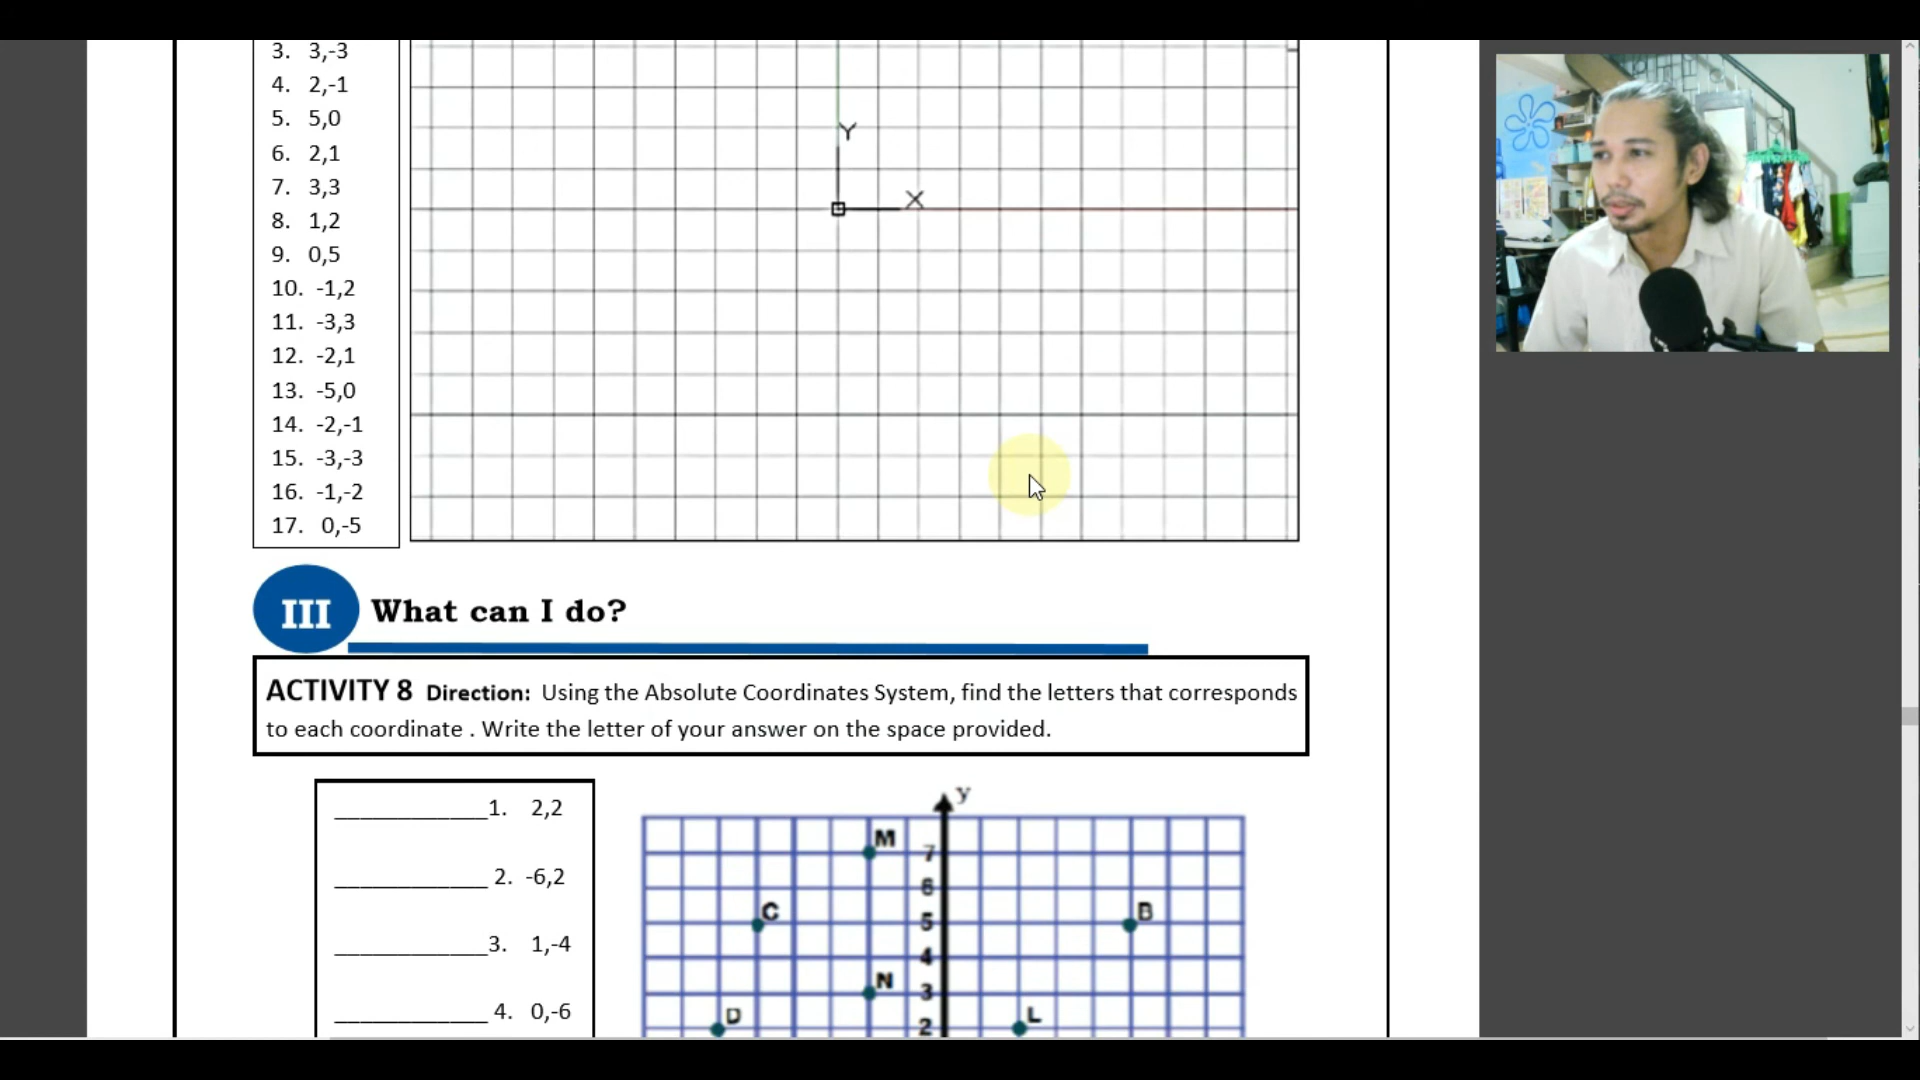 3. 3,-3
4. 2,-1
5. 5,0
6. 2,1
7. 3,3
8. 1,2
9. 0,5
10. -1,2
11. -3,3
12. -2,1
13. -5,0
14. -2,-1
15. -3,-3
16. -1,-2
17. 0,-5
Y
X
III What can I do?
ACTIVITY 8 Direction: Using the Absolute Coordinates System, find the letters that corresponds
to each coordinate . Write the letter of your answer on the space provided.
____________1. 2,2
____________ 2. -6,2
____________3. 1,-4
____________ 4. 0,-6
y
M
7
6
C
5
B
4
N
3
D
2
L